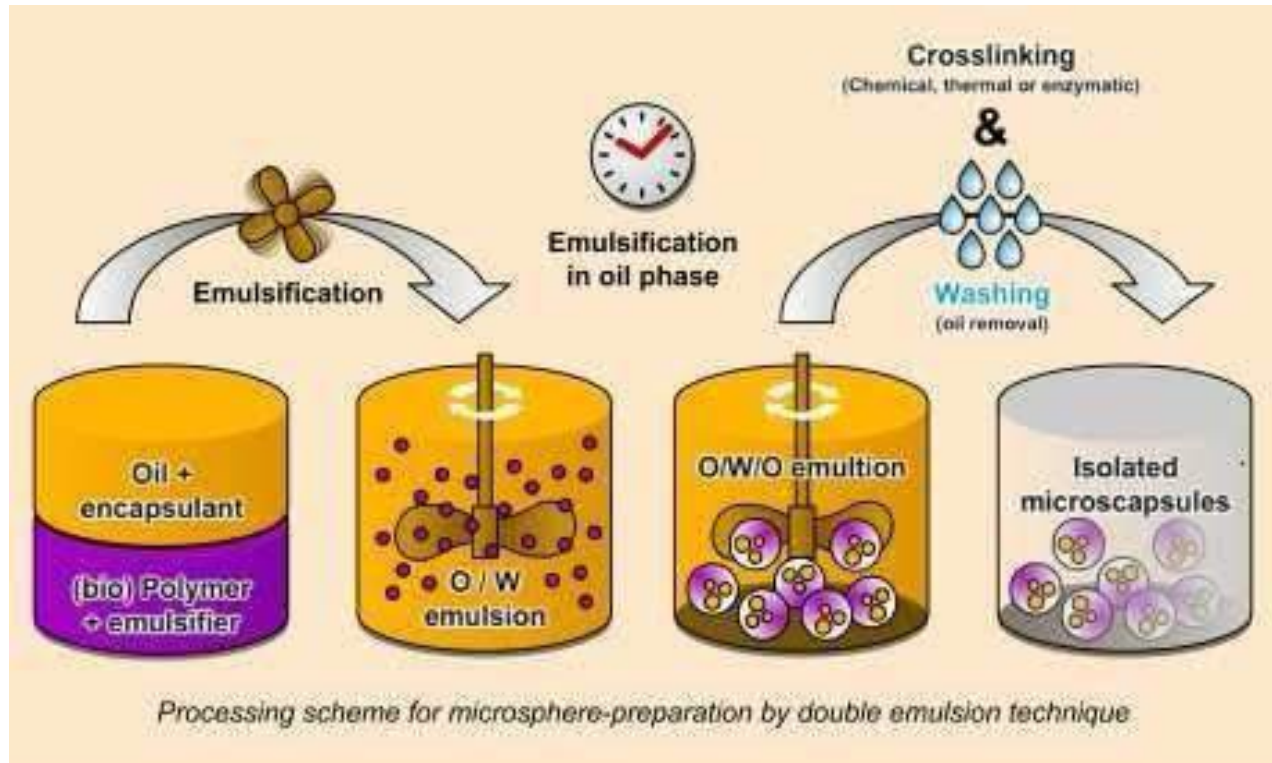 Crosslinking
(Chemical, thermal or enzymatic)
&
Washing
(oil removal)
Emulsification
Emulsification
in oil phase
Oil +
encapsulant
(bio) Polymer
+ emulsifier
O / W
emulsion
O/W/O emultion
Isolated
microscapsules
Processing scheme for microsphere-preparation by double emulsion technique